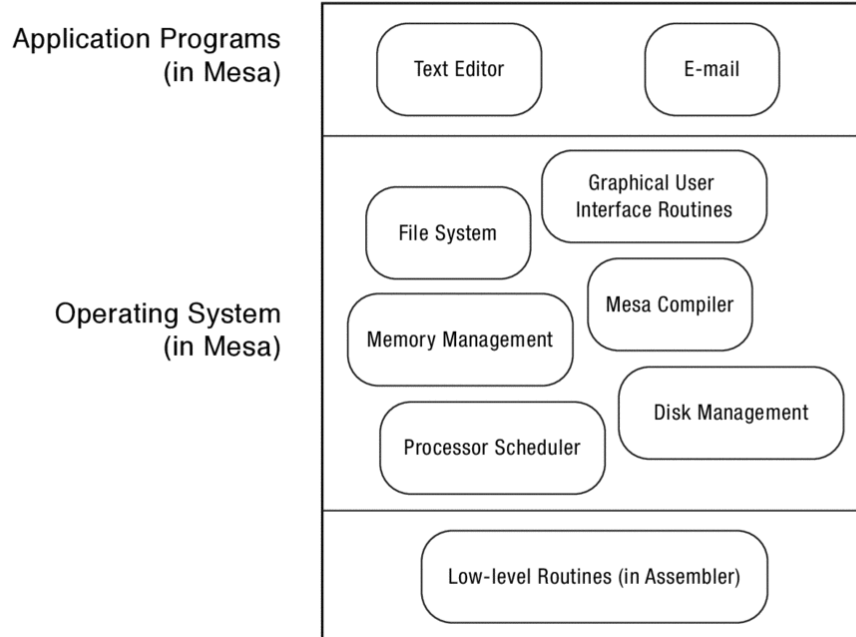 Application Programs
(in Mesa)
Text Editor
E-mail
Graphical User
Interface Routines
File System
Operating System
(in Mesa)
Mesa Compiler
Memory Management
Disk Management
Processor Scheduler
Low-level Routines (in Assembler)